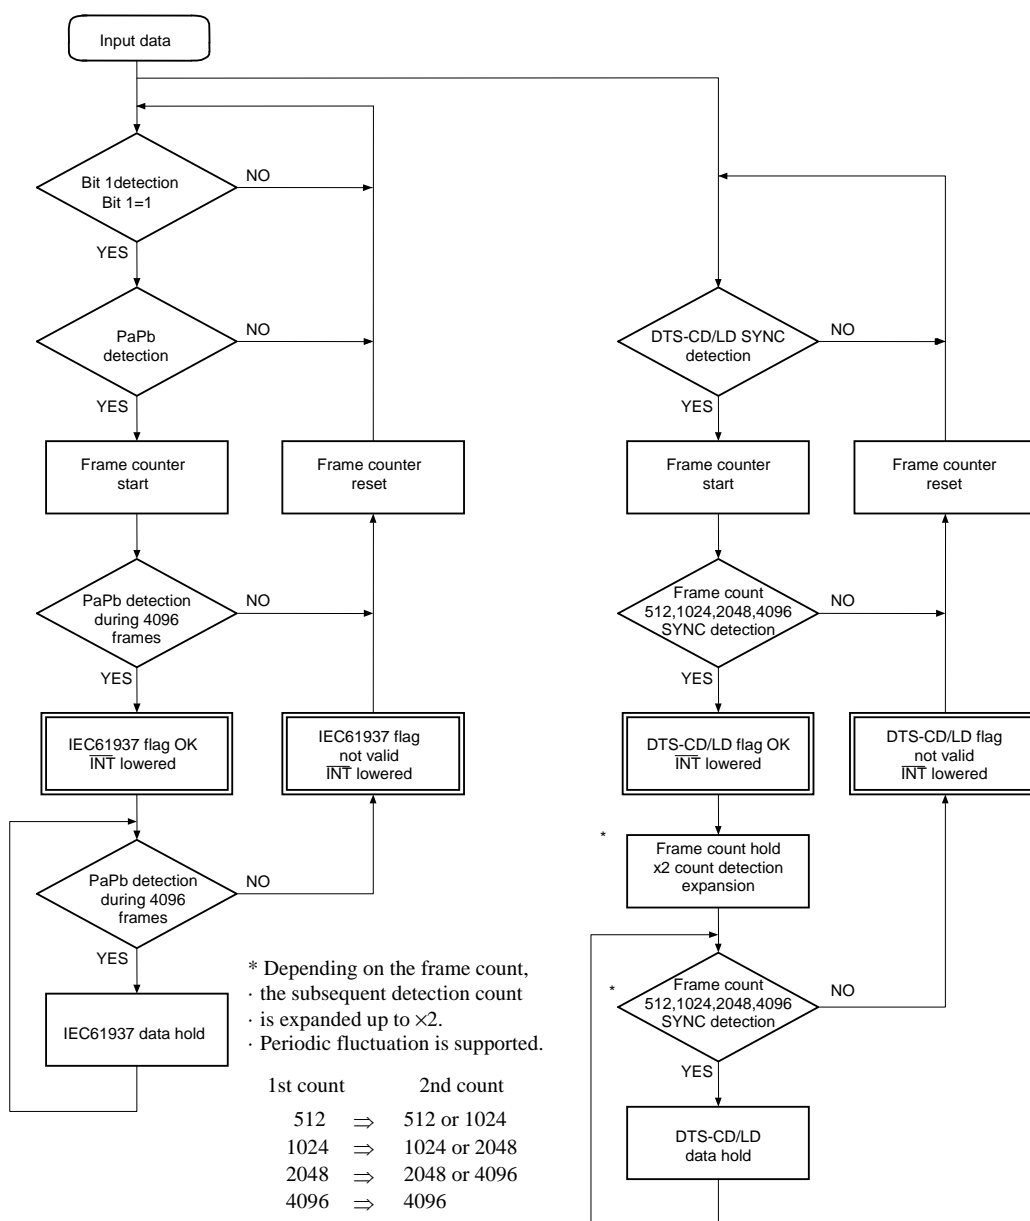 Input data
Bit 1detection
Bit 1=1
NO
YES
PaPb
detection
NO
YES
Frame counter
start
Frame counter
reset
PaPb detection
during 4096
frames
NO
YES
IEC61937 flag OK
INT lowered
IEC61937 flag
not valid
INT lowered
PaPb detection
during 4096
frames
NO
YES
IEC61937 data hold
DTS-CD/LD SYNC
detection
NO
YES
Frame counter
start
Frame counter
reset
Frame count
512,1024,2048,4096
SYNC detection
NO
YES
DTS-CD/LD flag OK
INT lowered
DTS-CD/LD flag
not valid
INT lowered
*
Frame count hold
x2 count detection
expansion
*
Frame count
512,1024,2048,4096
SYNC detection
NO
YES
DTS-CD/LD
data hold
* Depending on the frame count,
· the subsequent detection count
· is expanded up to ×2.
· Periodic fluctuation is supported.
1st count 2nd count
512 ⇒ 512 or 1024
1024 ⇒ 1024 or 2048
2048 ⇒ 2048 or 4096
4096 ⇒ 4096